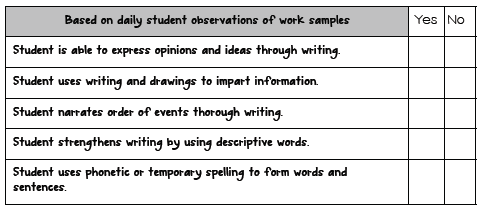 Based on daily student observations of work samples Yes No
Student is able to express opinions and ideas through writing.
Student uses writing and drawings to impart information.
Student narrates order of events thorough writing.
Student strengthens writing by using descriptive words.
Student uses phonetic or temporary spelling to form words and
sentences.